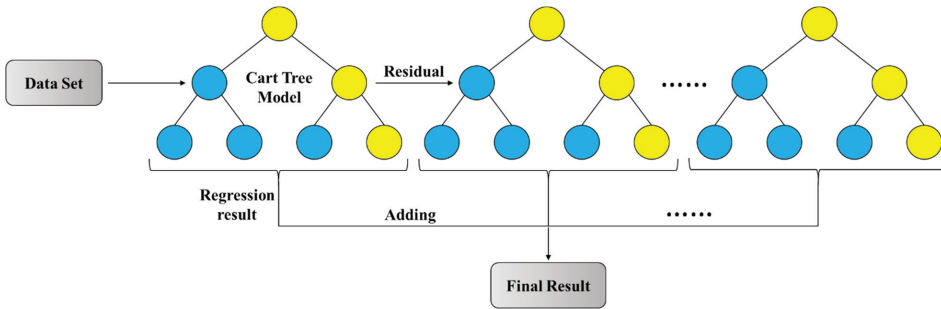 Data Set
Cart Tree
Model
Residual
......
Regression
result
Adding
......
Final Result